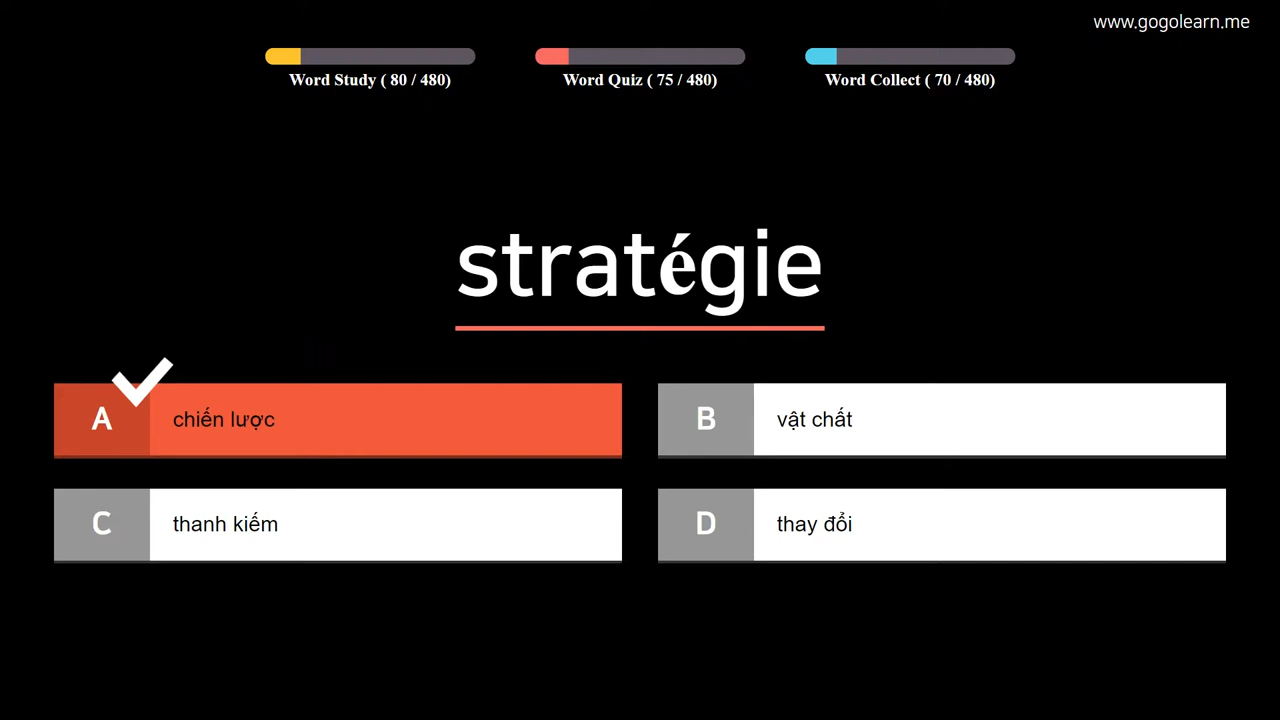 www.gogolearn.me
Word Study ( 80 / 480)
Word Quiz ( 75 / 480)
Word Collect ( 70 / 480)
stratégie
A chiến lược
B vật chất
C thanh kiếm
D thay đổi